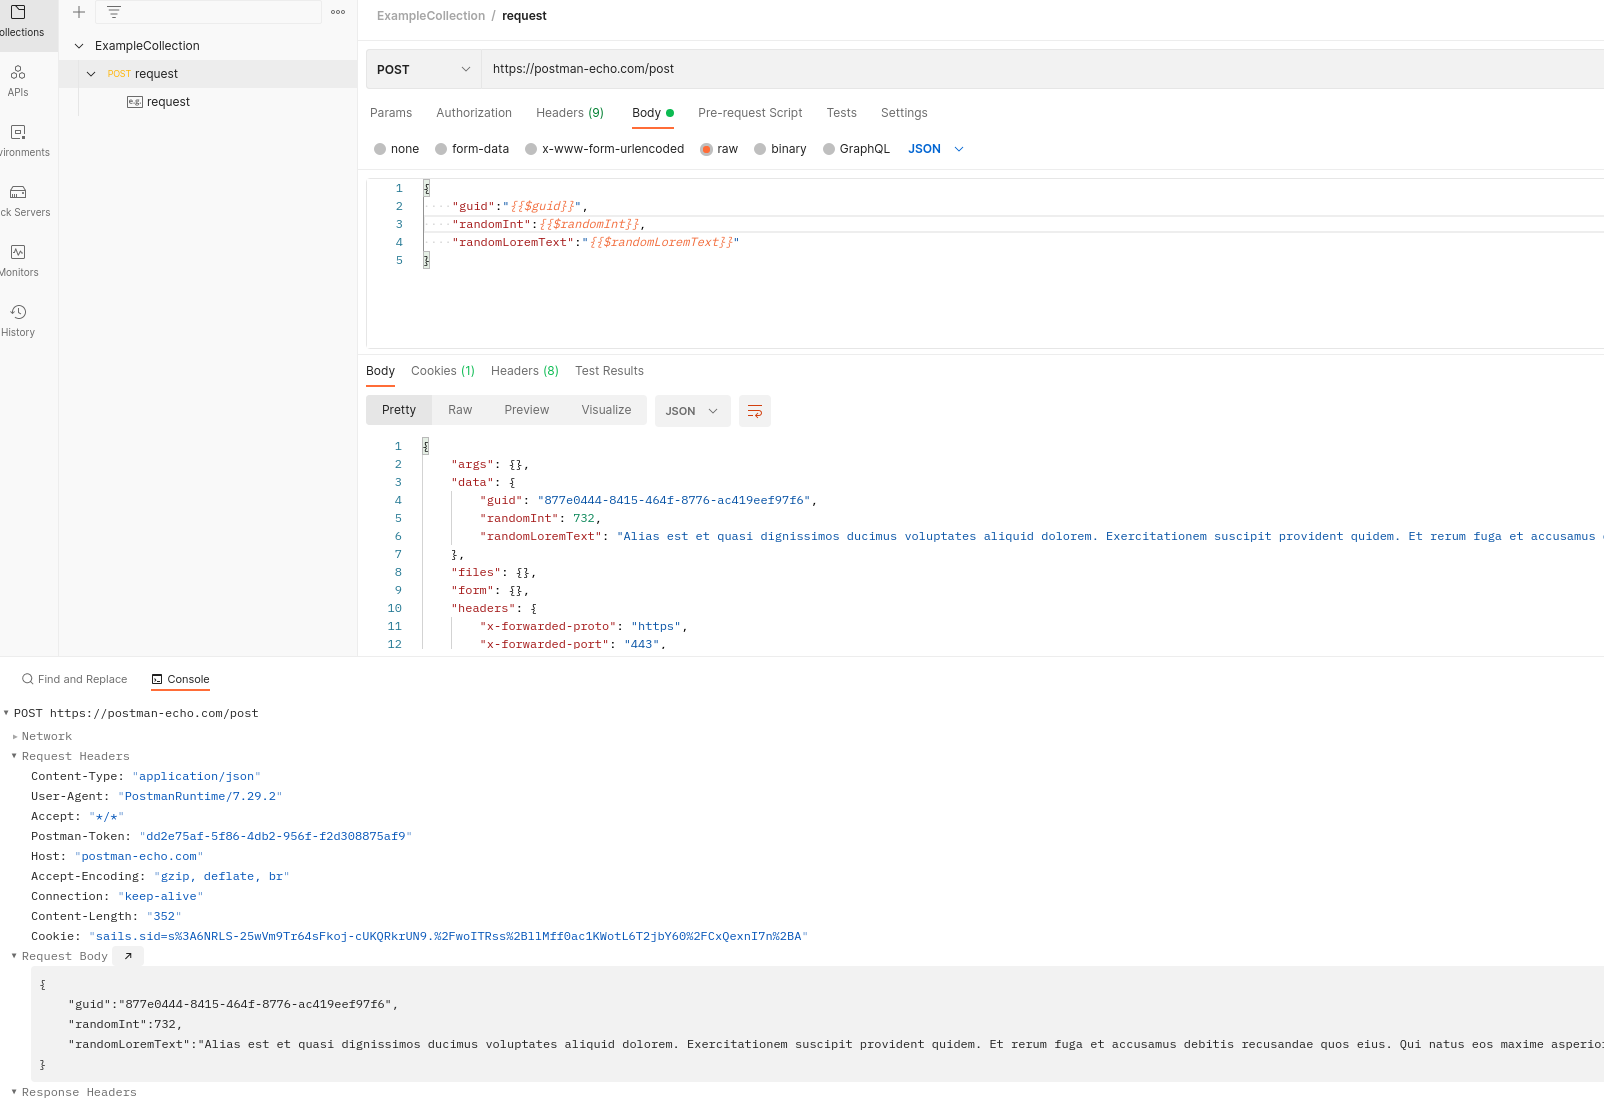 ollections
APIs
vironments
ck Servers
Monitors
History
ExampleCollection
POST request
e.g. request
ExampleCollection / request
POST https://postman-echo.com/post
Params Authorization Headers (9) Body Pre-request Script Tests Settings
none form-data x-www-form-urlencoded raw binary GraphQL JSON
1 {
2 ····"guid":"{{$guid}}",
3 ····"randomInt":{{$randomInt}},
4 ····"randomLoremText":"{{$randomLoremText}}"
5 }
Body Cookies (1) Headers (8) Test Results
Pretty Raw Preview Visualize JSON
1 {
2 "args": {},
3 "data": {
4 "guid": "877e0444-8415-464f-8776-ac419eef97f6",
5 "randomInt": 732,
6 "randomLoremText": "Alias est et quasi dignissimos ducimus voluptates aliquid dolorem. Exercitationem suscipit provident quidem. Et rerum fuga et accusamus
7 },
8 "files": {},
9 "form": {},
10 "headers": {
11 "x-forwarded-proto": "https",
12 "x-forwarded-port": "443",
Find and Replace Console
POST https://postman-echo.com/post
Network
Request Headers
Content-Type: "application/json"
User-Agent: "PostmanRuntime/7.29.2"
Accept: "*/*"
Postman-Token: "dd2e75af-5f86-4db2-956f-f2d308875af9"
Host: "postman-echo.com"
Accept-Encoding: "gzip, deflate, br"
Connection: "keep-alive"
Content-Length: "352"
Cookie: "sails.sid=s%3A6NRLS-25wVm9Tr64sFkoj-cUKQRkrUN9.%2FwoITRss%2BllMff0ac1KWotL6T2jbY60%2FCxQexnI7n%2BA"
Request Body
{
"guid":"877e0444-8415-464f-8776-ac419eef97f6",
"randomInt":732,
"randomLoremText":"Alias est et quasi dignissimos ducimus voluptates aliquid dolorem. Exercitationem suscipit provident quidem. Et rerum fuga et accusamus debitis recusandae quos eius. Qui natus eos maxime asperio
}
Response Headers